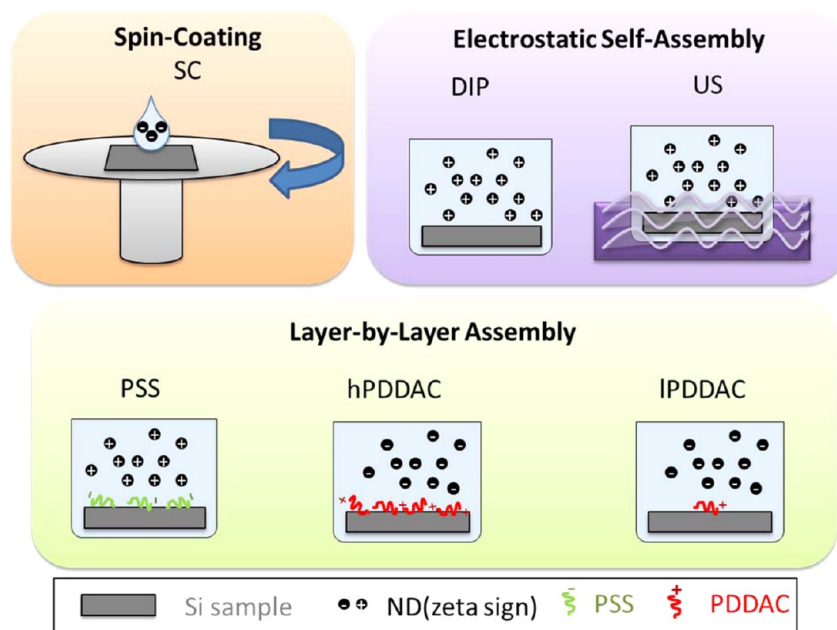 Spin-Coating
SC
Electrostatic Self-Assembly
DIP
US
Layer-by-Layer Assembly
PSS
hPDDAC
lPDDAC
Si sample
ND(zeta sign)
PSS
PDDAC